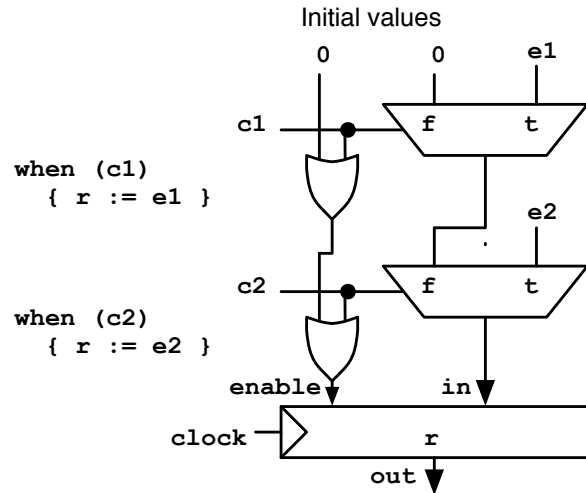 Initial values
0 0 e1
c1 f t
when (c1)
{ r := e1 }
e2
c2 f t
when (c2)
{ r := e2 }
enable in
clock r
out